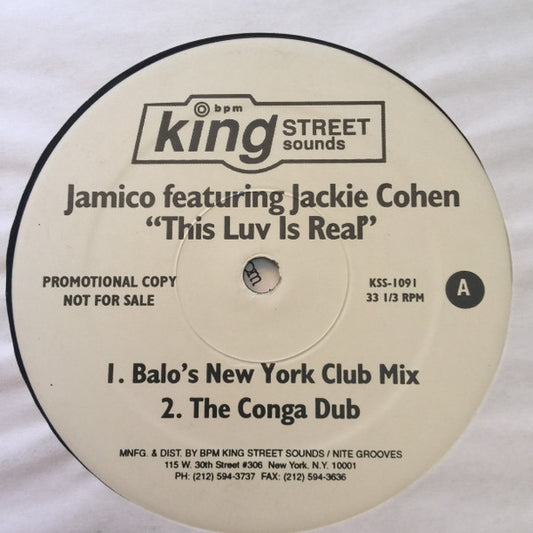 bpm
king STREET
sounds
Jamico featuring Jackie Cohen
“This Luv Is Real”
PROMOTIONAL COPY
NOT FOR SALE
KSS-1091
33 1/3 RPM
A
1. Balo's New York Club Mix
2. The Conga Dub
MNFG. & DIST. BY BPM KING STREET SOUNDS / NITE GROOVES
115 W. 30th Street #306 New York. N.Y. 10001
PH: (212) 594-3737 FAX: (212) 594-3636